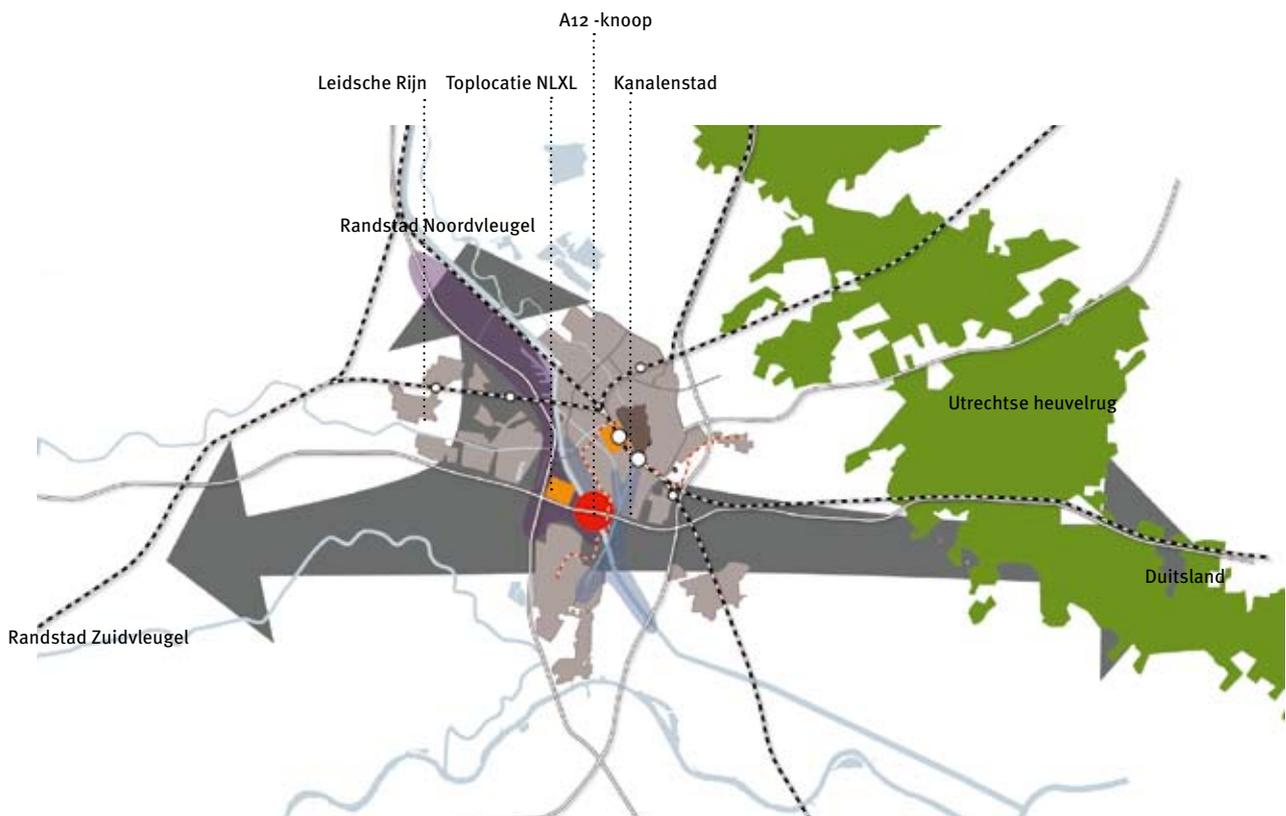 A12 -knoop
Leidsche Rijn
Toplocatie NLXL
Kanalenstad
Randstad Noordvleugel
Utrechtse heuvelrug
Duitsland
Randstad Zuidvleugel